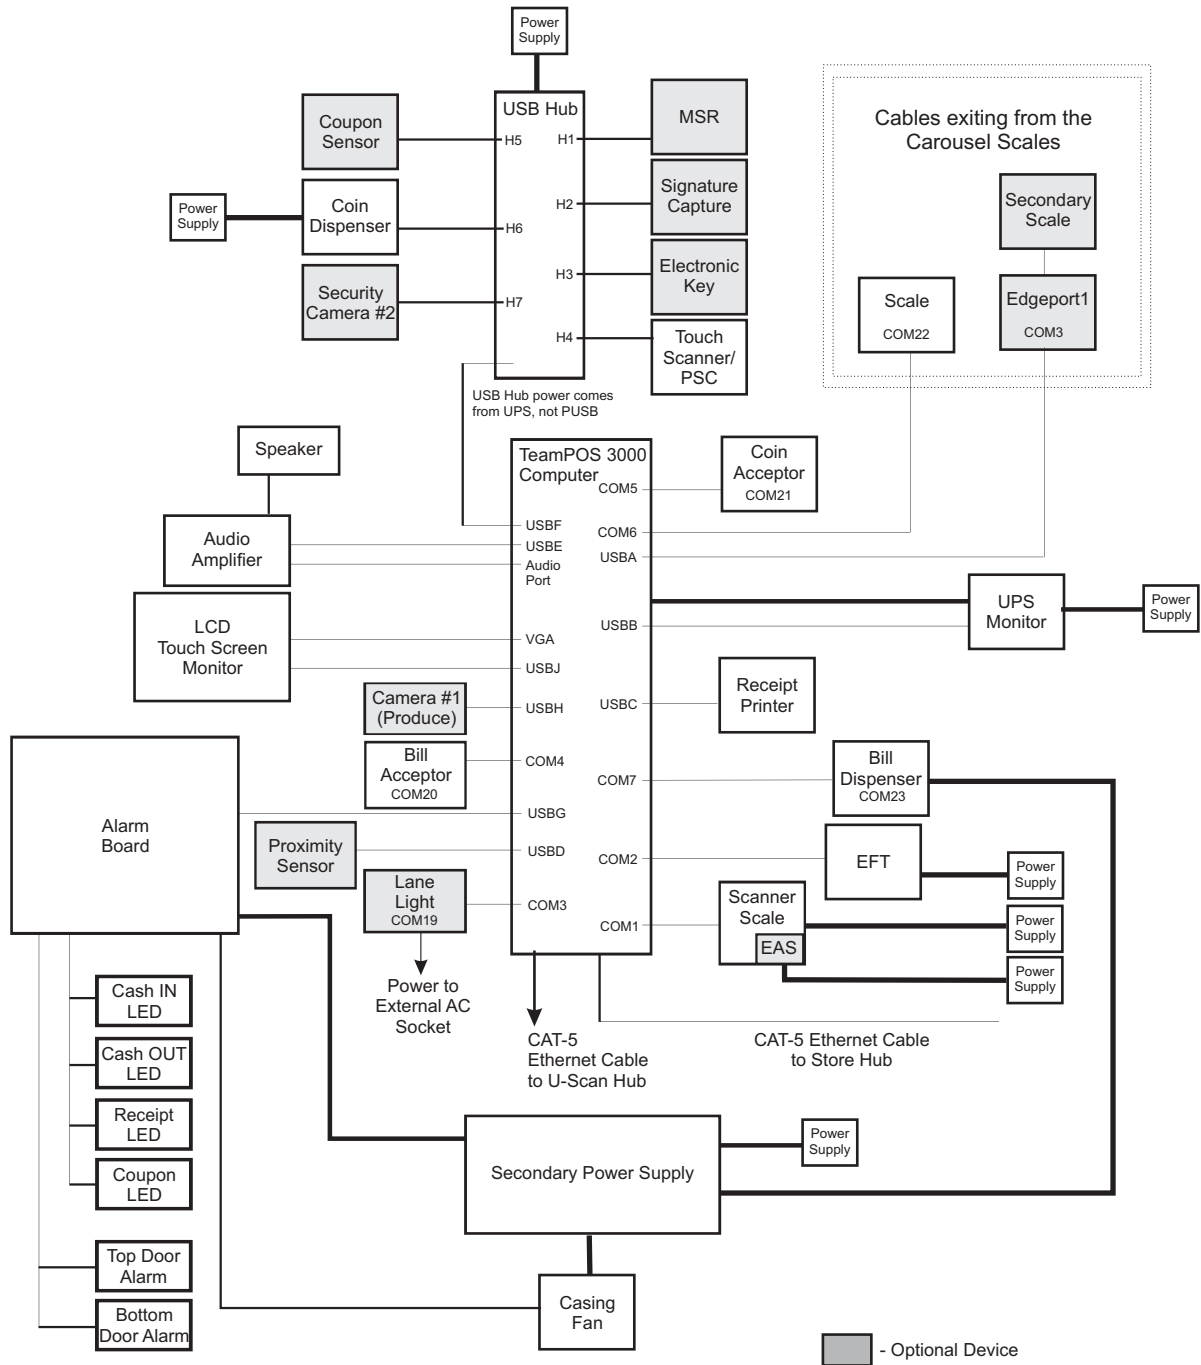 Power
Supply
USB Hub
Coupon
Sensor
H5
H1
MSR
Cables exiting from the
Carousel Scales
Power
Supply
Coin
Dispenser
H6
H2
Signature
Capture
Secondary
Scale
Security
Camera #2
H7
H3
Electronic
Key
Scale
COM22
Edgeport1
COM3
H4
Touch
Scanner/
PSC
USB Hub power comes
from UPS, not PUSB
Speaker
TeamPOS 3000
Computer
COM5
Coin
Acceptor
COM21
Audio
Amplifier
USBF
USBE
Audio
Port
COM6
USBA
LCD
Touch Screen
Monitor
VGA
USBJ
USBB
UPS
Monitor
Power
Supply
Camera #1
(Produce)
USBH
USBC
Receipt
Printer
Bill
Acceptor
COM20
COM4
COM7
Bill
Dispenser
COM23
Alarm
Board
USBG
Proximity
Sensor
USBD
COM2
EFT
Power
Supply
Lane
Light
COM19
COM3
COM1
Scanner
Scale
EAS
Power
Supply
Power
Supply
Power to
External AC
Socket
CAT-5
Ethernet Cable
to U-Scan Hub
CAT-5 Ethernet Cable
to Store Hub
Cash IN
LED
Cash OUT
LED
Receipt
LED
Coupon
LED
Secondary Power Supply
Power
Supply
Top Door
Alarm
Bottom
Door Alarm
Casing
Fan
- Optional Device